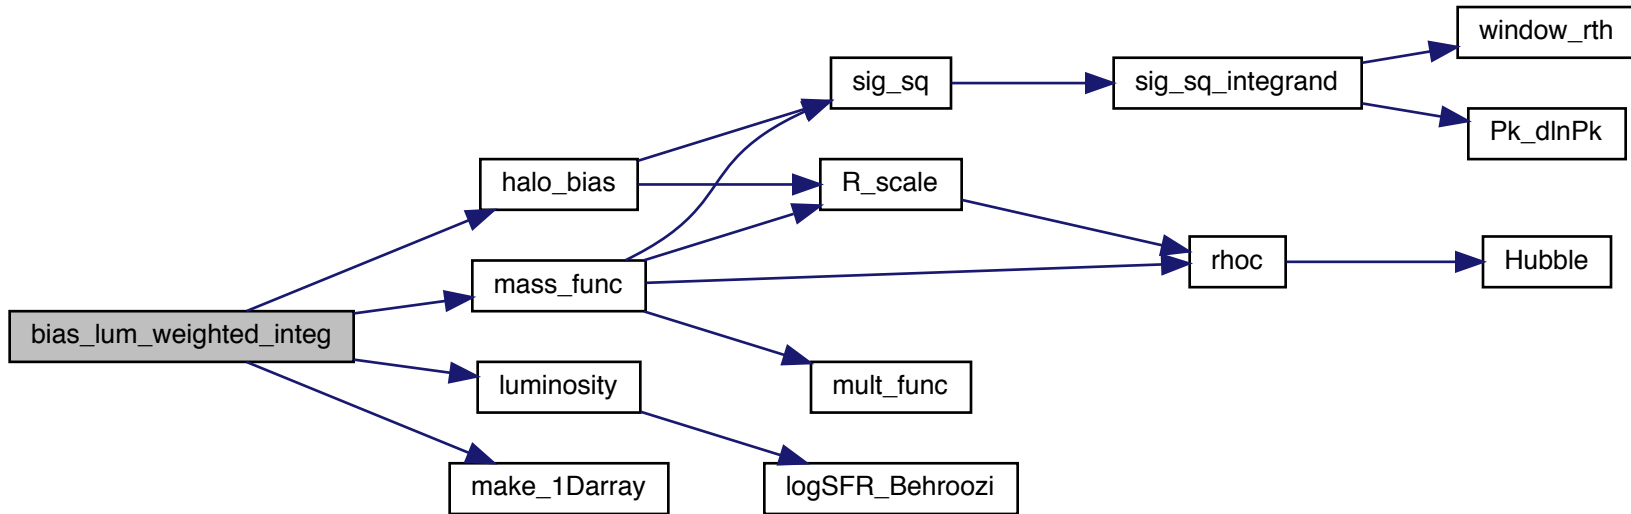 window_rth
sig_sq
sig_sq_integrand
Pk_dlnPk
halo_bias
R_scale
mass_func
rhoc
Hubble
bias_lum_weighted_integ
luminosity
mult_func
make_1Darray
logSFR_Behroozi